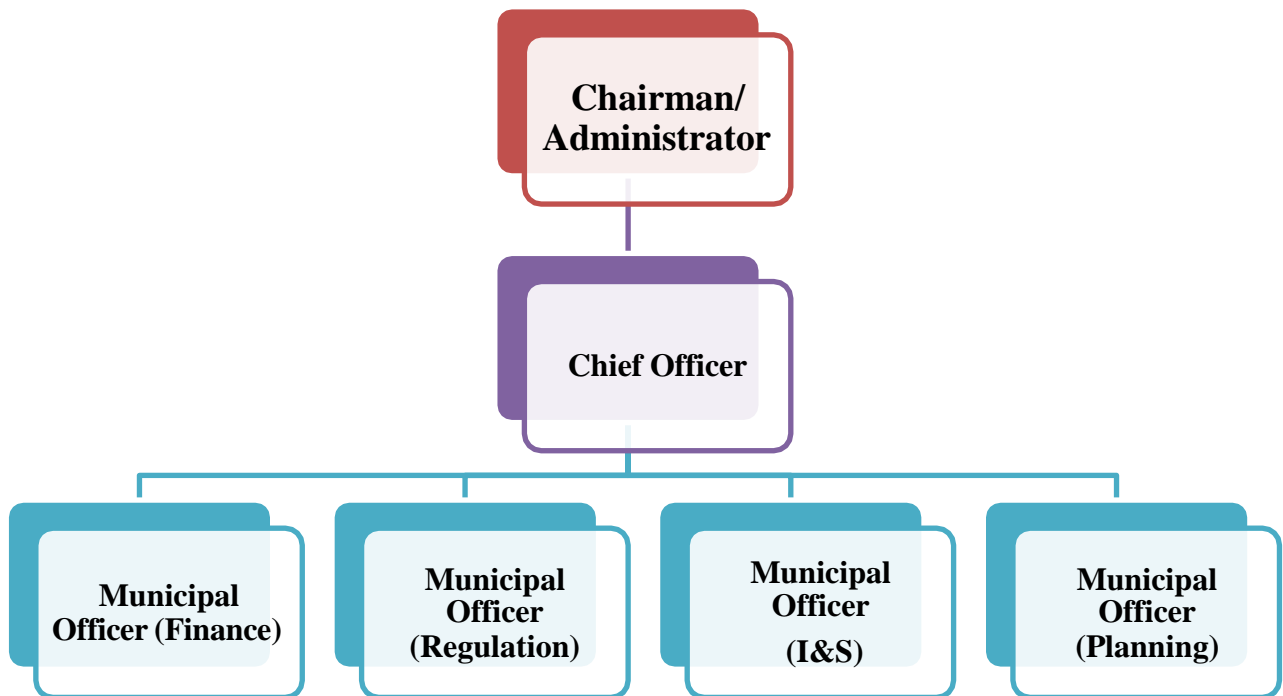 Chairman/
Administrator
Chief Officer
Municipal
Officer (Finance)
Municipal
Officer
(Regulation)
Municipal
Officer
(I&S)
Municipal
Officer
(Planning)